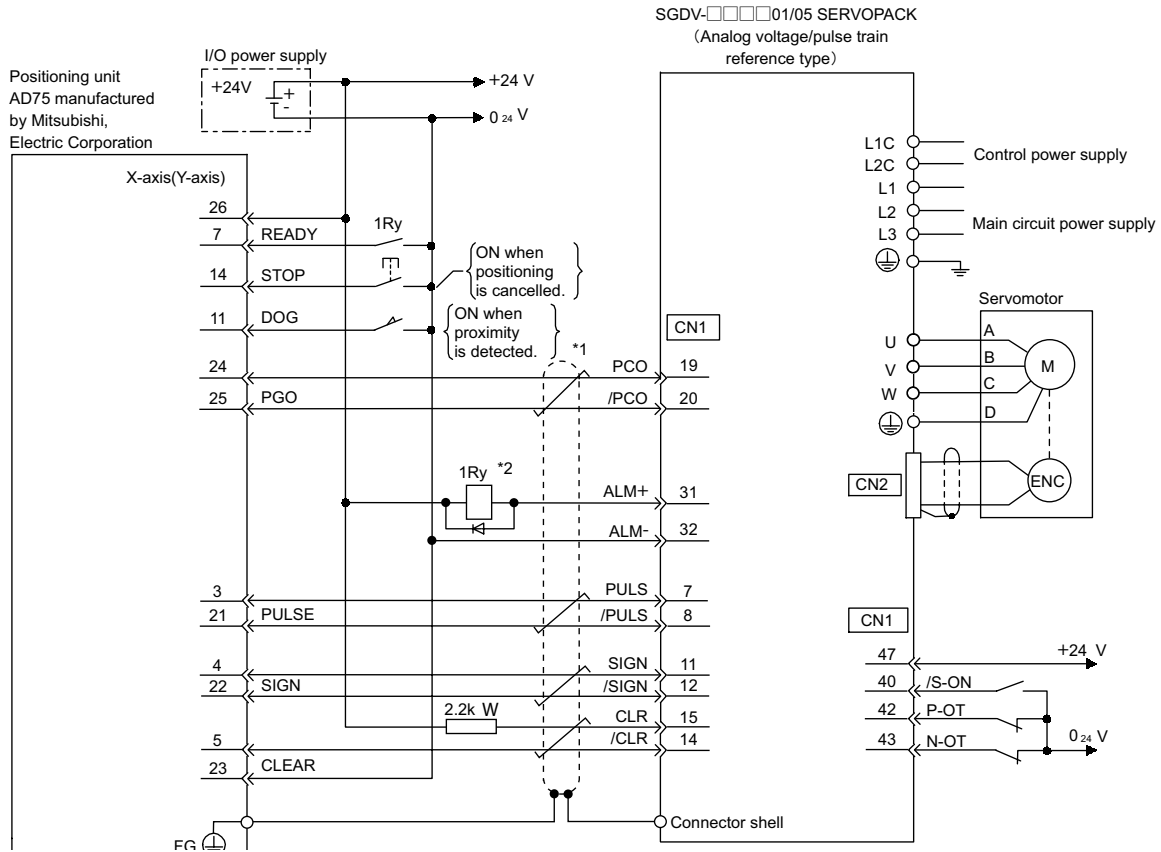 SGDV-□□□□01/05 SERVOPACK
(Analog voltage/pulse train
reference type)
I/O power supply
+24V
+
-
+24 V
0 24 V
Positioning unit
AD75 manufactured
by Mitsubishi,
Electric Corporation
X-axis(Y-axis)
26
7 READY 1Ry
14 STOP
ON when
positioning
is cancelled.
11 DOG
ON when
proximity
is detected.
*1
24 PCO 19
25 PGO /PCO 20
1Ry *2
ALM+ 31
ALM- 32
3 PULS 7
21 PULSE /PULS 8
4 SIGN 11
22 SIGN /SIGN 12
2.2k W CLR 15
5 /CLR 14
23 CLEAR
FG
Connector shell
CN1
L1C
L2C
Control power supply
L1
L2
L3
Main circuit power supply
Servomotor
U A
V B
W C
D
M
CN2
ENC
CN1
47 +24 V
40 /S-ON
42 P-OT
43 N-OT 0 24 V